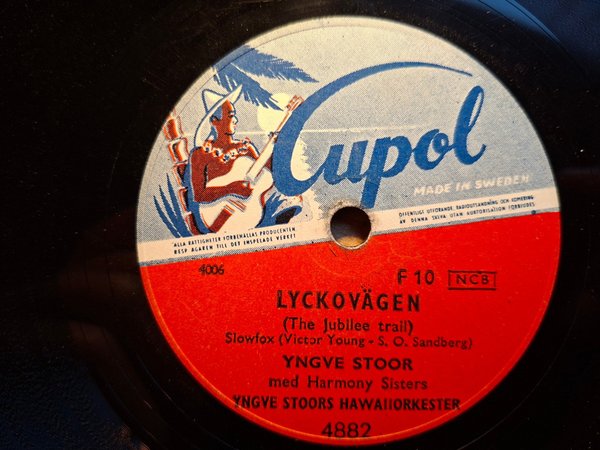 Cupol
MADE IN SWEDEN
ALLA RÄTTIGHETER FÖRBEHÅLLAS PRODUCENTEN
RESP ÄGAREN TILL DET INSPELADE VERKET
OFFENTLIGT UTFÖRANDE, RADIOUTSÄNDNING OCH KOPIERING
AV DENNA SKIVA UTAN AUKTORISATION FÖRBJUDES
4006
F 10 NCB
LYCKOVÄGEN
(The Jubilee trail)
Slowfox (Victor Young - S. O. Sandberg)
YNGVE STOOR
med Harmony Sisters
YNGVE STOORS HAWAIIORKESTER
4882